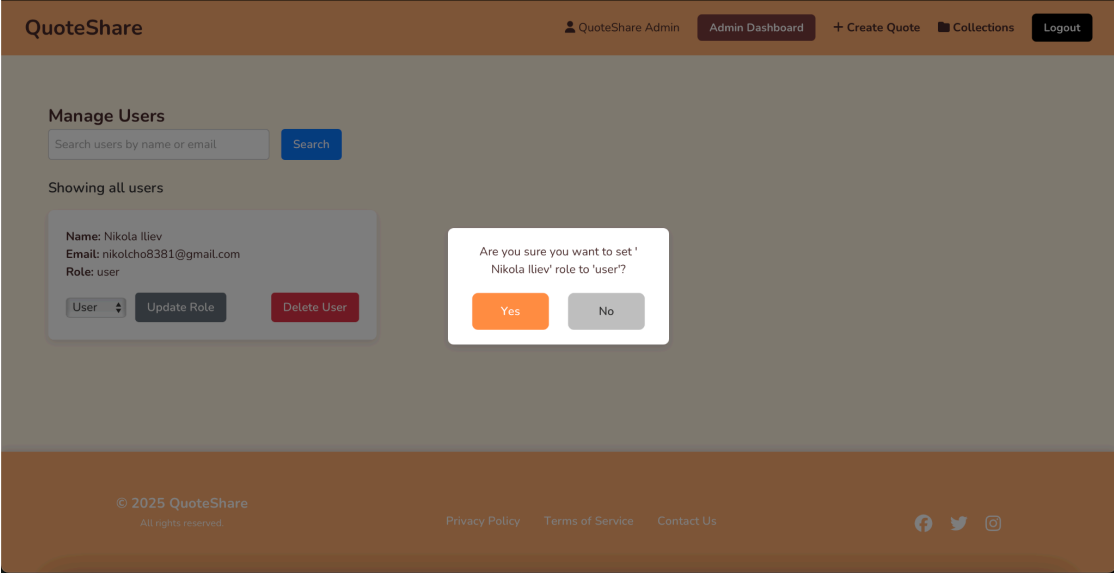 QuoteShare
QuoteShare Admin
Admin Dashboard
+ Create Quote
Collections
Logout
Manage Users
Search users by name or email
Search
Showing all users
Name: Nikola Iliev
Email: nikolcho8381@gmail.com
Role: user
User
Update Role
Delete User
Are you sure you want to set '
Nikola Iliev' role to 'user'?
Yes
No
© 2025 QuoteShare
All rights reserved.
Privacy Policy
Terms of Service
Contact Us